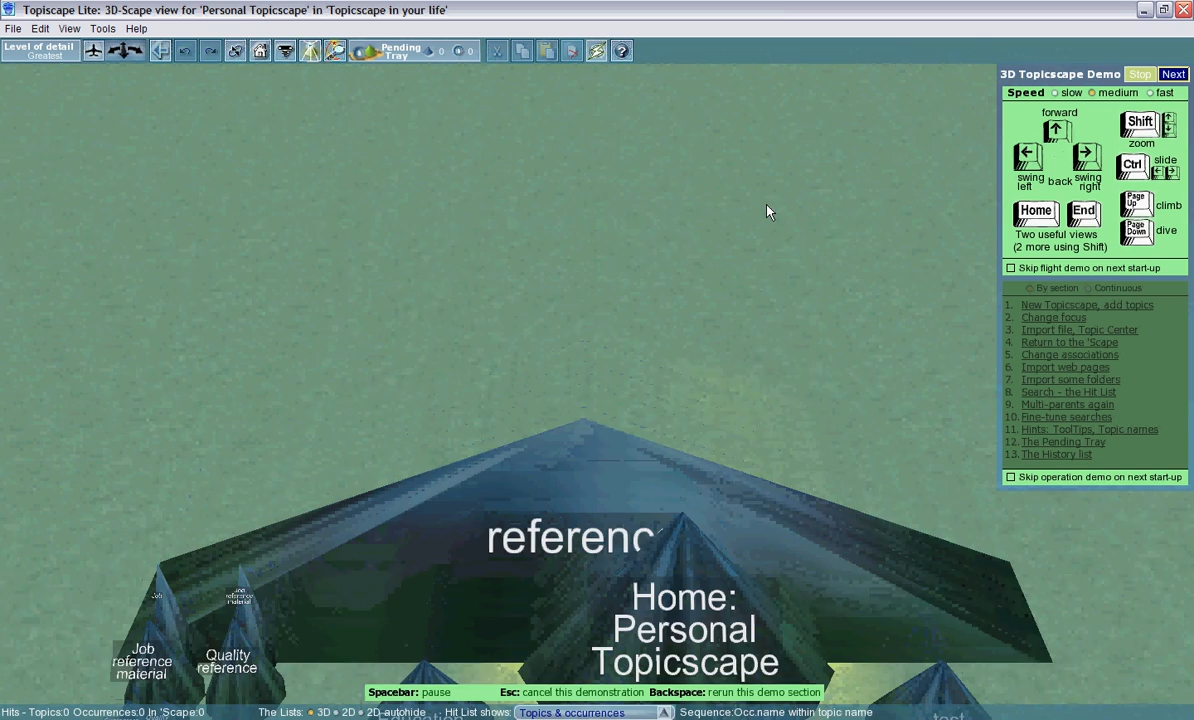 Topiscape Lite: 3D-Scape view for 'Personal Topicscape' in 'Topicscape in your life'
File Edit View Tools Help
Level of detail
Greatest
Pending
Tray
0 0
3D Topicscape Demo Stop Next
Speed slow medium fast
forward
Shift
zoom
Ctrl
slide
swing
left
back
swing
right
Home End
Page Up
climb
Page Down
dive
Two useful views
(2 more using Shift)
Skip flight demo on next start-up
By section Continuous
1. New Topicscape, add topics
2. Change focus
3. Import file, Topic Center
4. Return to the 'Scape
5. Change associations
6. Import web pages
7. Import some folders
8. Search - the Hit List
9. Multi-parents again
10. Fine-tune searches
11. Hints: ToolTips, Topic names
12. The Pending Tray
13. The History list
Skip operation demo on next start-up
referenc
Home:
Personal
Topicscape
Job
reference
material
Job
reference
material
Quality
reference
Spacebar: pause Esc: cancel this demonstration Backspace: rerun this demo section
Hits - Topics:0 Occurrences:0 In 'Scape:0 The Lists: 3D 2D 2D autohide Hit List shows: Topics & occurrences Sequence:Occ.name within topic name